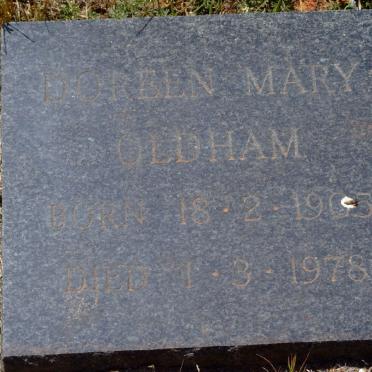 DOREEN MARY
OLDHAM
BORN 18·2·1905
DIED 1·3·1978